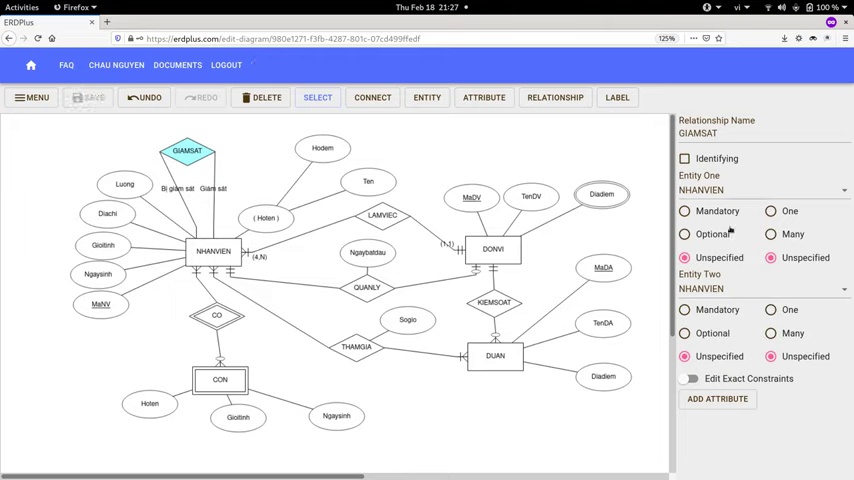 Activities
Firefox
Thu Feb 18 21:27
vi
100 %
ERDPlus
https://erdplus.com/edit-diagram/980e1271-f3fb-4287-801c-07cd499ffedf
125%
FAQ
CHAU NGUYEN
DOCUMENTS
LOGOUT
MENU
SAVE
UNDO
REDO
DELETE
SELECT
CONNECT
ENTITY
ATTRIBUTE
RELATIONSHIP
LABEL
Relationship Name
GIAMSAT
Identifying
Entity One
NHANVIEN
Mandatory
One
Optional
Many
Unspecified
Unspecified
Entity Two
NHANVIEN
Mandatory
One
Optional
Many
Unspecified
Unspecified
Edit Exact Constraints
ADD ATTRIBUTE
GIAMSAT
Hodem
Luong
Bị giám sát
Giám sát
Ten
Diachi
( Hoten )
LAMVIEC
MaDV
TenDV
Diadiem
Gioitinh
NHANVIEN
(4,N)
(1,1)
DONVI
Ngaysinh
Ngaybatdau
MaDA
MaNV
QUANLY
KIEMSOAT
CO
Sogio
TenDA
THAMGIA
DUAN
CON
Diadiem
Hoten
Gioitinh
Ngaysinh